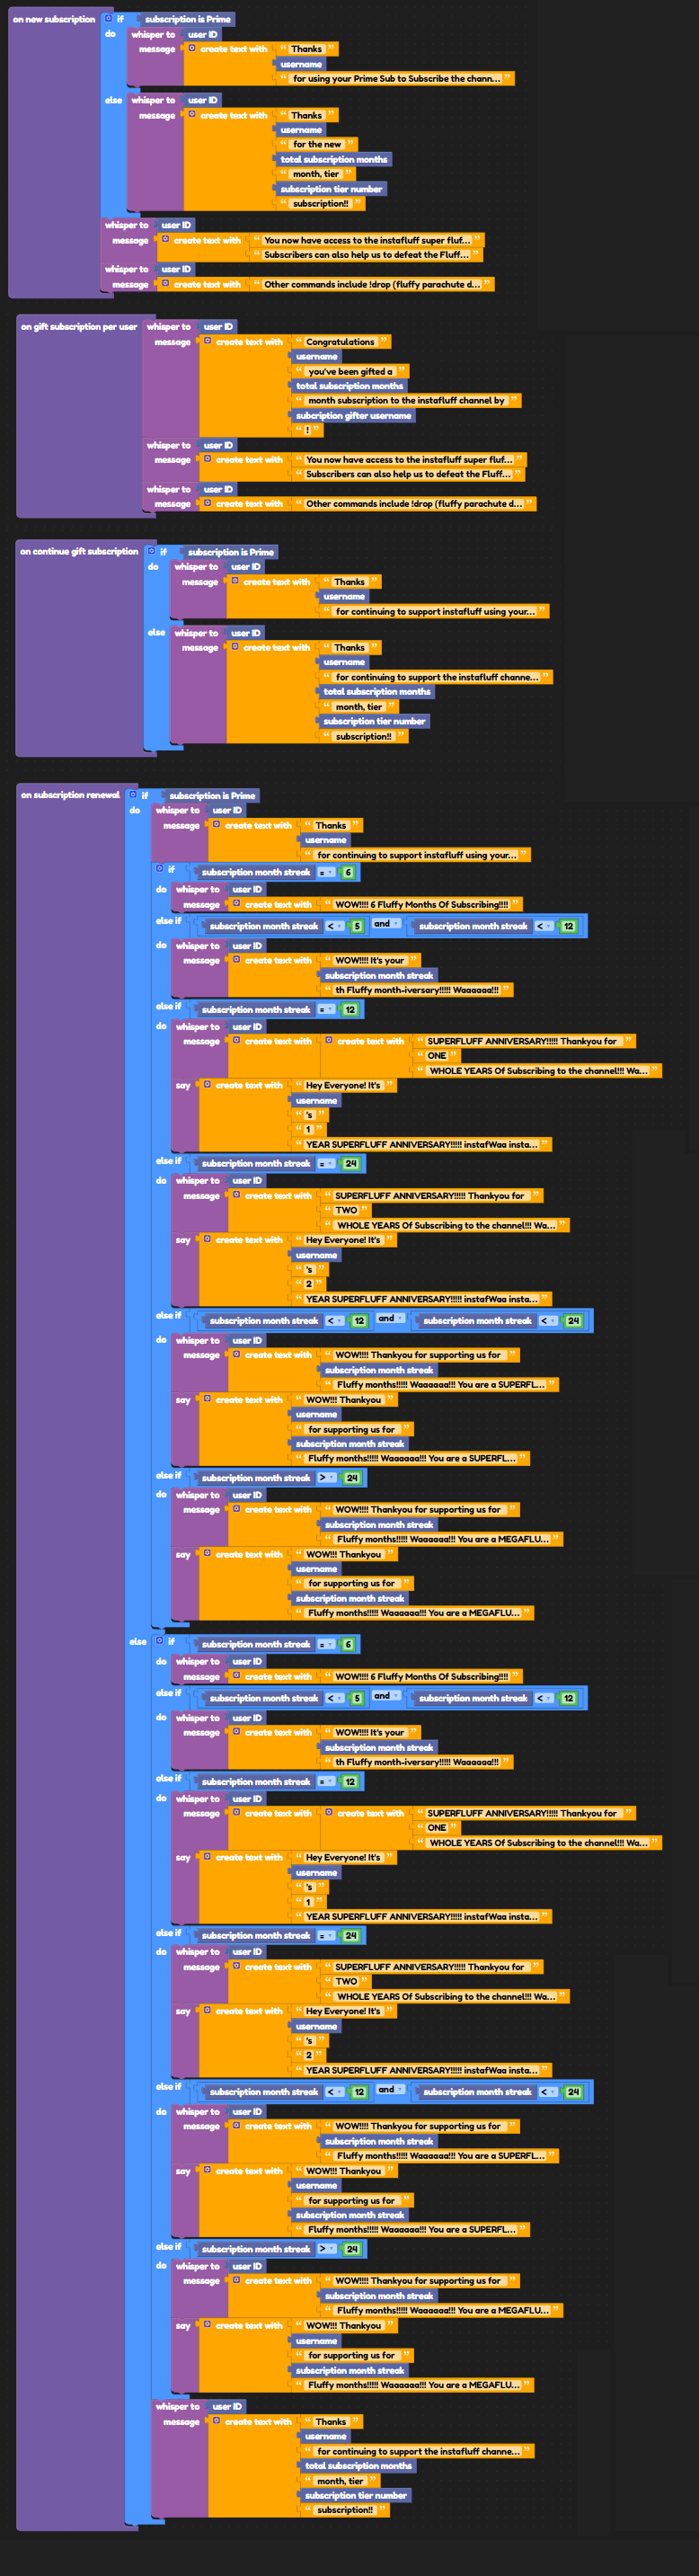 on new subscription if subscription is Prime
do whisper to user ID
message create text with “ Thanks ”
username
“ for using your Prime Sub to Subscribe the chann... ”
else whisper to user ID
message create text with “ Thanks ”
username
“ for the new ”
total subscription months
“ month, tier ”
subscription tier number
“ subscription!! ”
whisper to user ID
message create text with “ You now have access to the instafluff super fluf... ”
“ Subscribers can also help us to defeat the Fluff... ”
whisper to user ID
message create text with “ Other commands include !drop (fluffy parachute d... ”
on gift subscription per user whisper to user ID
message create text with “ Congratulations ”
username
“ you've been gifted a ”
total subscription months
“ month subscription to the instafluff channel by ”
subcription gifter username
“ ! ”
whisper to user ID
message create text with “ You now have access to the instafluff super fluf... ”
“ Subscribers can also help us to defeat the Fluff... ”
whisper to user ID
message create text with “ Other commands include !drop (fluffy parachute d... ”
on continue gift subscription if subscription is Prime
do whisper to user ID
message create text with “ Thanks ”
username
“ for continuing to support instafluff using your... ”
else whisper to user ID
message create text with “ Thanks ”
username
“ for continuing to support the instafluff channe... ”
total subscription months
“ month, tier ”
subscription tier number
“ subscription!! ”
on subscription renewal if subscription is Prime
do whisper to user ID
message create text with “ Thanks ”
username
“ for continuing to support instafluff using your... ”
if subscription month streak = 6
do whisper to user ID
message create text with “ WOW!!!! 6 Fluffy Months Of Subscribing!!!! ”
else if subscription month streak < 5 and subscription month streak < 12
do whisper to user ID
message create text with “ WOW!!!! It's your ”
subscription month streak
“ th Fluffy month-iversary!!!!! Waaaaaa!!! ”
else if subscription month streak = 12
do whisper to user ID
message create text with create text with “ SUPERFLUFF ANNIVERSARY!!!!! Thankyou for ”
“ ONE ”
“ WHOLE YEARS Of Subscribing to the channel!!! Wa... ”
say create text with “ Hey Everyone! It's ”
username
“ 's ”
“ 1 ”
“ YEAR SUPERFLUFF ANNIVERSARY!!!!! instafWaa insta... ”
else if subscription month streak = 24
do whisper to user ID
message create text with “ SUPERFLUFF ANNIVERSARY!!!!! Thankyou for ”
“ TWO ”
“ WHOLE YEARS Of Subscribing to the channel!!! Wa... ”
say create text with “ Hey Everyone! It's ”
username
“ 's ”
“ 2 ”
“ YEAR SUPERFLUFF ANNIVERSARY!!!!! instafWaa insta... ”
else if subscription month streak < 12 and subscription month streak < 24
do whisper to user ID
message create text with “ WOW!!!! Thankyou for supporting us for ”
subscription month streak
“ Fluffy months!!!!! Waaaaaa!!! You are a SUPERFL... ”
say create text with “ WOW!!! Thankyou ”
username
“ for supporting us for ”
subscription month streak
“ Fluffy months!!!!! Waaaaaa!!! You are a SUPERFL... ”
else if subscription month streak > 24
do whisper to user ID
message create text with “ WOW!!!! Thankyou for supporting us for ”
subscription month streak
“ Fluffy months!!!!! Waaaaaa!!! You are a MEGAFLU... ”
say create text with “ WOW!!! Thankyou ”
username
“ for supporting us for ”
subscription month streak
“ Fluffy months!!!!! Waaaaaa!!! You are a MEGAFLU... ”
else if subscription month streak = 6
do whisper to user ID
message create text with “ WOW!!!! 6 Fluffy Months Of Subscribing!!!! ”
else if subscription month streak < 5 and subscription month streak < 12
do whisper to user ID
message create text with “ WOW!!!! It's your ”
subscription month streak
“ th Fluffy month-iversary!!!!! Waaaaaa!!! ”
else if subscription month streak = 12
do whisper to user ID
message create text with create text with “ SUPERFLUFF ANNIVERSARY!!!!! Thankyou for ”
“ ONE ”
“ WHOLE YEARS Of Subscribing to the channel!!! Wa... ”
say create text with “ Hey Everyone! It's ”
username
“ 's ”
“ 1 ”
“ YEAR SUPERFLUFF ANNIVERSARY!!!!! instafWaa insta... ”
else if subscription month streak = 24
do whisper to user ID
message create text with “ SUPERFLUFF ANNIVERSARY!!!!! Thankyou for ”
“ TWO ”
“ WHOLE YEARS Of Subscribing to the channel!!! Wa... ”
say create text with “ Hey Everyone! It's ”
username
“ 's ”
“ 2 ”
“ YEAR SUPERFLUFF ANNIVERSARY!!!!! instafWaa insta... ”
else if subscription month streak < 12 and subscription month streak < 24
do whisper to user ID
message create text with “ WOW!!!! Thankyou for supporting us for ”
subscription month streak
“ Fluffy months!!!!! Waaaaaa!!! You are a SUPERFL... ”
say create text with “ WOW!!! Thankyou ”
username
“ for supporting us for ”
subscription month streak
“ Fluffy months!!!!! Waaaaaa!!! You are a SUPERFL... ”
else if subscription month streak > 24
do whisper to user ID
message create text with “ WOW!!!! Thankyou for supporting us for ”
subscription month streak
“ Fluffy months!!!!! Waaaaaa!!! You are a MEGAFLU... ”
say create text with “ WOW!!! Thankyou ”
username
“ for supporting us for ”
subscription month streak
“ Fluffy months!!!!! Waaaaaa!!! You are a MEGAFLU... ”
whisper to user ID
message create text with “ Thanks ”
username
“ for continuing to support the instafluff channe... ”
total subscription months
“ month, tier ”
subscription tier number
“ subscription!! ”